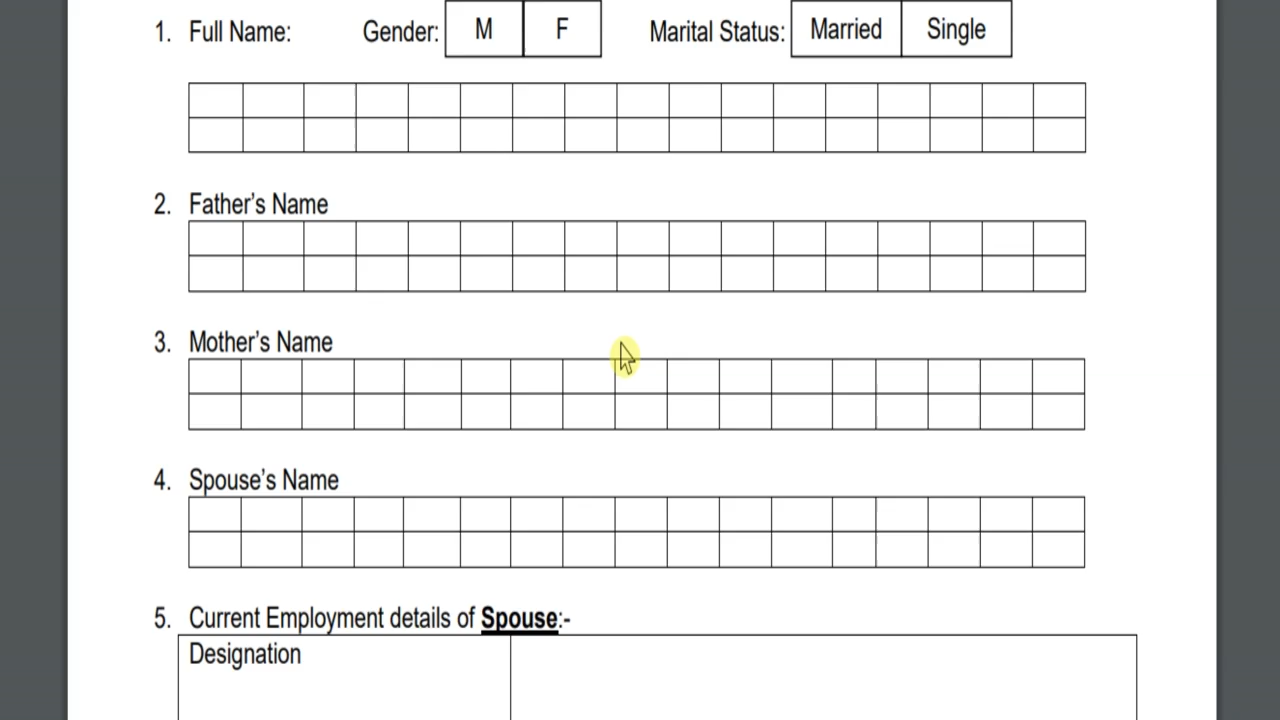 1. Full Name: Gender: M F Marital Status: Married Single
2. Father’s Name
3. Mother’s Name
4. Spouse’s Name
5. Current Employment details of Spouse:-
Designation